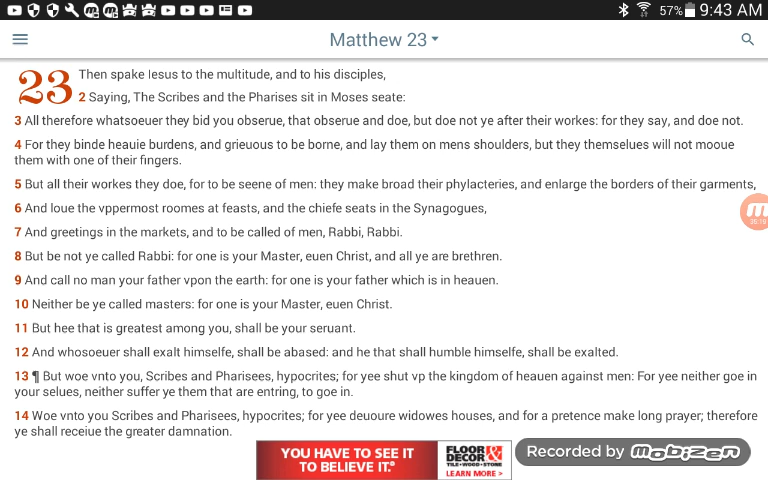 57% 9:43 AM
Matthew 23
23 Then spake Iesus to the multitude, and to his disciples,
2 Saying, The Scribes and the Pharises sit in Moses seate:
3 All therefore whatsoeuer they bid you obserue, that obserue and doe, but doe not ye after their workes: for they say, and doe not.
4 For they binde heauie burdens, and grieuous to be borne, and lay them on mens shoulders, but they themselues will not mooue
them with one of their fingers.
5 But all their workes they doe, for to be seene of men: they make broad their phylacteries, and enlarge the borders of their garments,
6 And loue the vppermost roomes at feasts, and the chiefe seats in the Synagogues,
7 And greetings in the markets, and to be called of men, Rabbi, Rabbi.
8 But be not ye called Rabbi: for one is your Master, euen Christ, and all ye are brethren.
9 And call no man your father vpon the earth: for one is your father which is in heauen.
10 Neither be ye called masters: for one is your Master, euen Christ.
11 But hee that is greatest among you, shall be your seruant.
12 And whosoeuer shall exalt himselfe, shall be abased: and he that shall humble himselfe, shall be exalted.
13 ¶ But woe vnto you, Scribes and Pharisees, hypocrites; for yee shut vp the kingdom of heauen against men: For yee neither goe in
your selues, neither suffer ye them that are entring, to goe in.
14 Woe vnto you Scribes and Pharisees, hypocrites; for yee deuoure widowes houses, and for a pretence make long prayer; therefore
ye shall receiue the greater damnation.
YOU HAVE TO SEE IT
TO BELIEVE IT.
FLOOR &
DECOR
TILE • WOOD • STONE
LEARN MORE >
Recorded by mobizen